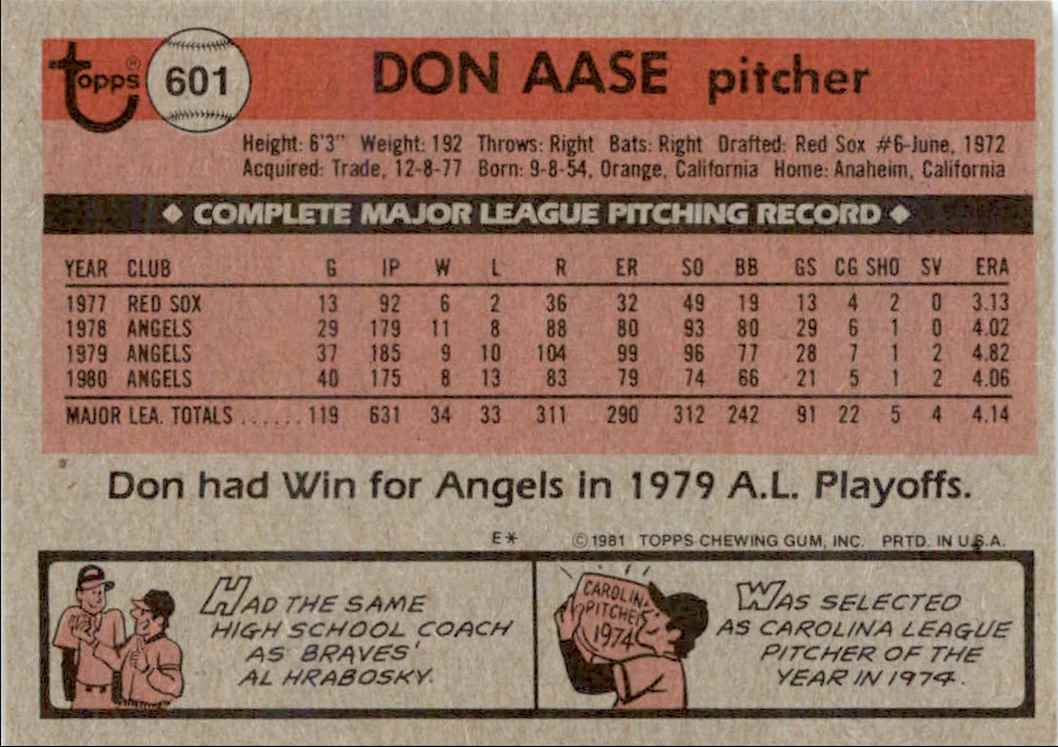 Topps® 601 DON AASE pitcher
Height: 6'3" Weight: 192 Throws: Right Bats: Right Drafted: Red Sox #6-June, 1972
Acquired: Trade, 12-8-77 Born: 9-8-54, Orange, California Home: Anaheim, California
◆ COMPLETE MAJOR LEAGUE PITCHING RECORD ◆
YEAR CLUB G IP W L R ER SO BB GS CG SHO SV ERA
1977 RED SOX 13 92 6 2 36 32 49 19 13 4 2 0 3.13
1978 ANGELS 29 179 11 8 88 80 93 80 29 6 1 0 4.02
1979 ANGELS 37 185 9 10 104 99 96 77 28 7 1 2 4.82
1980 ANGELS 40 175 8 13 83 79 74 66 21 5 1 2 4.06
MAJOR LEA. TOTALS ...... 119 631 34 33 311 290 312 242 91 22 5 4 4.14
Don had Win for Angels in 1979 A.L. Playoffs.
E* ©1981 TOPPS CHEWING GUM, INC. PRTD. IN U.S.A.
HAD THE SAME
HIGH SCHOOL COACH
AS BRAVES'
AL HRABOSKY.
CAROLINA
PITCHER
1974
WAS SELECTED
AS CAROLINA LEAGUE
PITCHER OF THE
YEAR IN 1974.